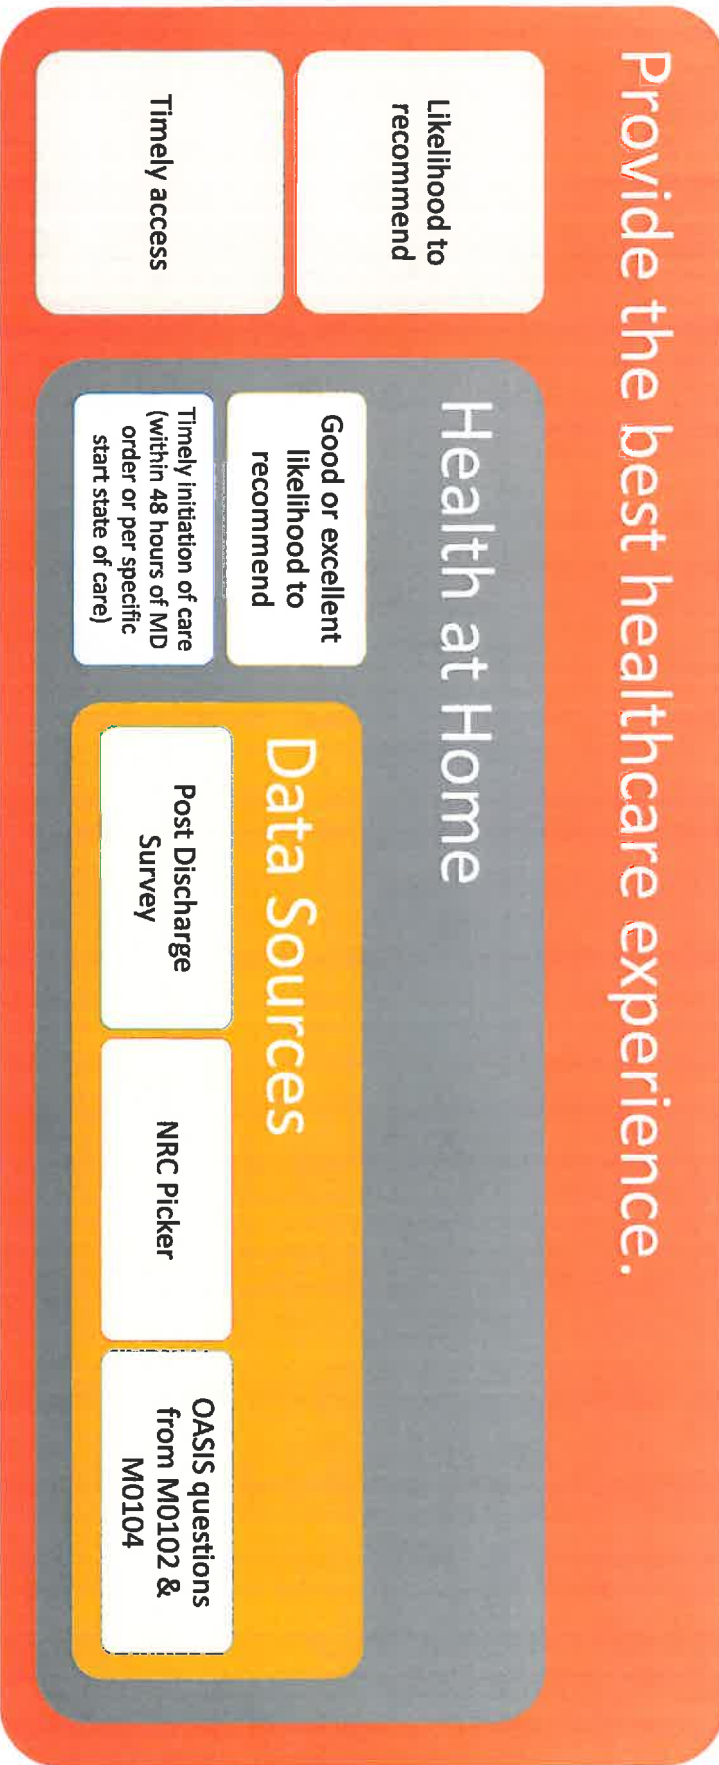 Provide the best healthcare experience.
Likelihood to
recommend
Timely access
Health at Home
Good or excellent
likelihood to
recommend
Timely initiation of care
(within 48 hours of MD
order or per specific
start state of care)
Data Sources
Post Discharge
Survey
NRC Picker
OASIS questions
from M0102 &
M0104